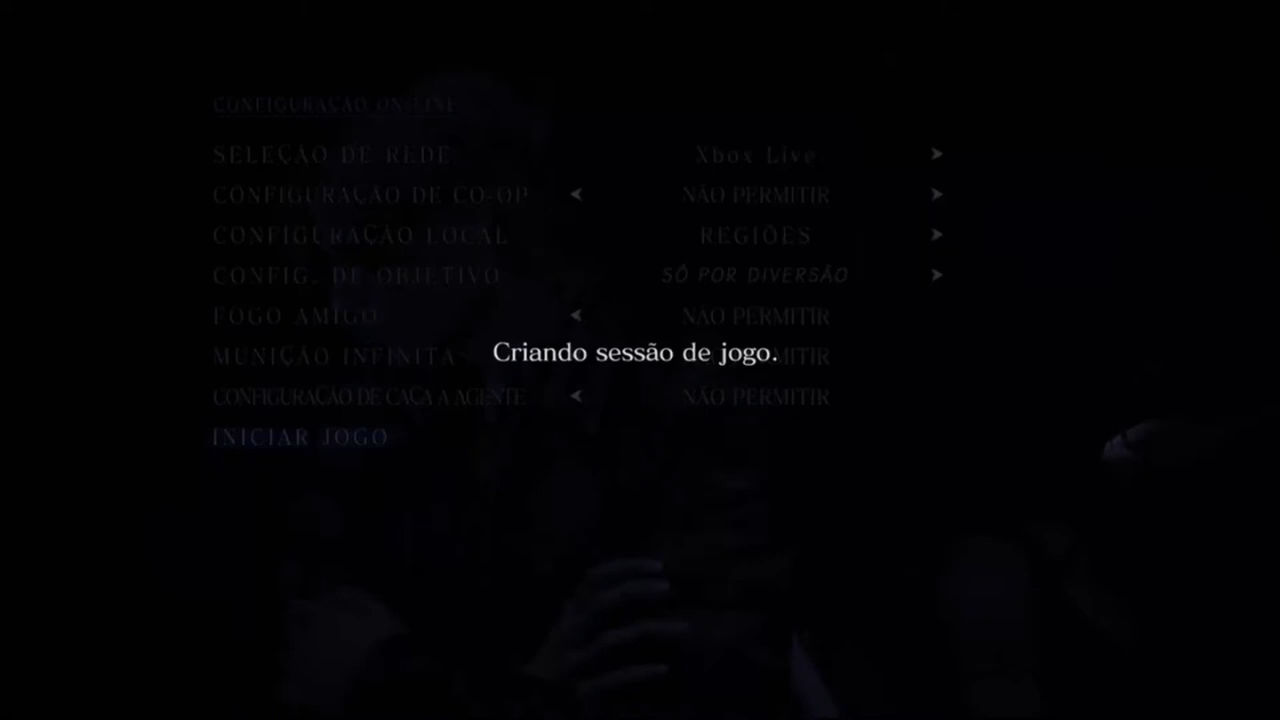 CONFIGURAÇÃO ON-LINE
SELEÇÃO DE REDE Xbox Live
CONFIGURAÇÃO DE CO-OP NÃO PERMITIR
CONFIGURAÇÃO LOCAL REGIÕES
CONFIG. DE OBJETIVO SÓ POR DIVERSÃO
FOGO AMIGO NÃO PERMITIR
MUNIÇÃO INFINITA
Criando sessão de jogo.
CONFIGURAÇÃO DE CAÇA A AGENTE NÃO PERMITIR
INICIAR JOGO